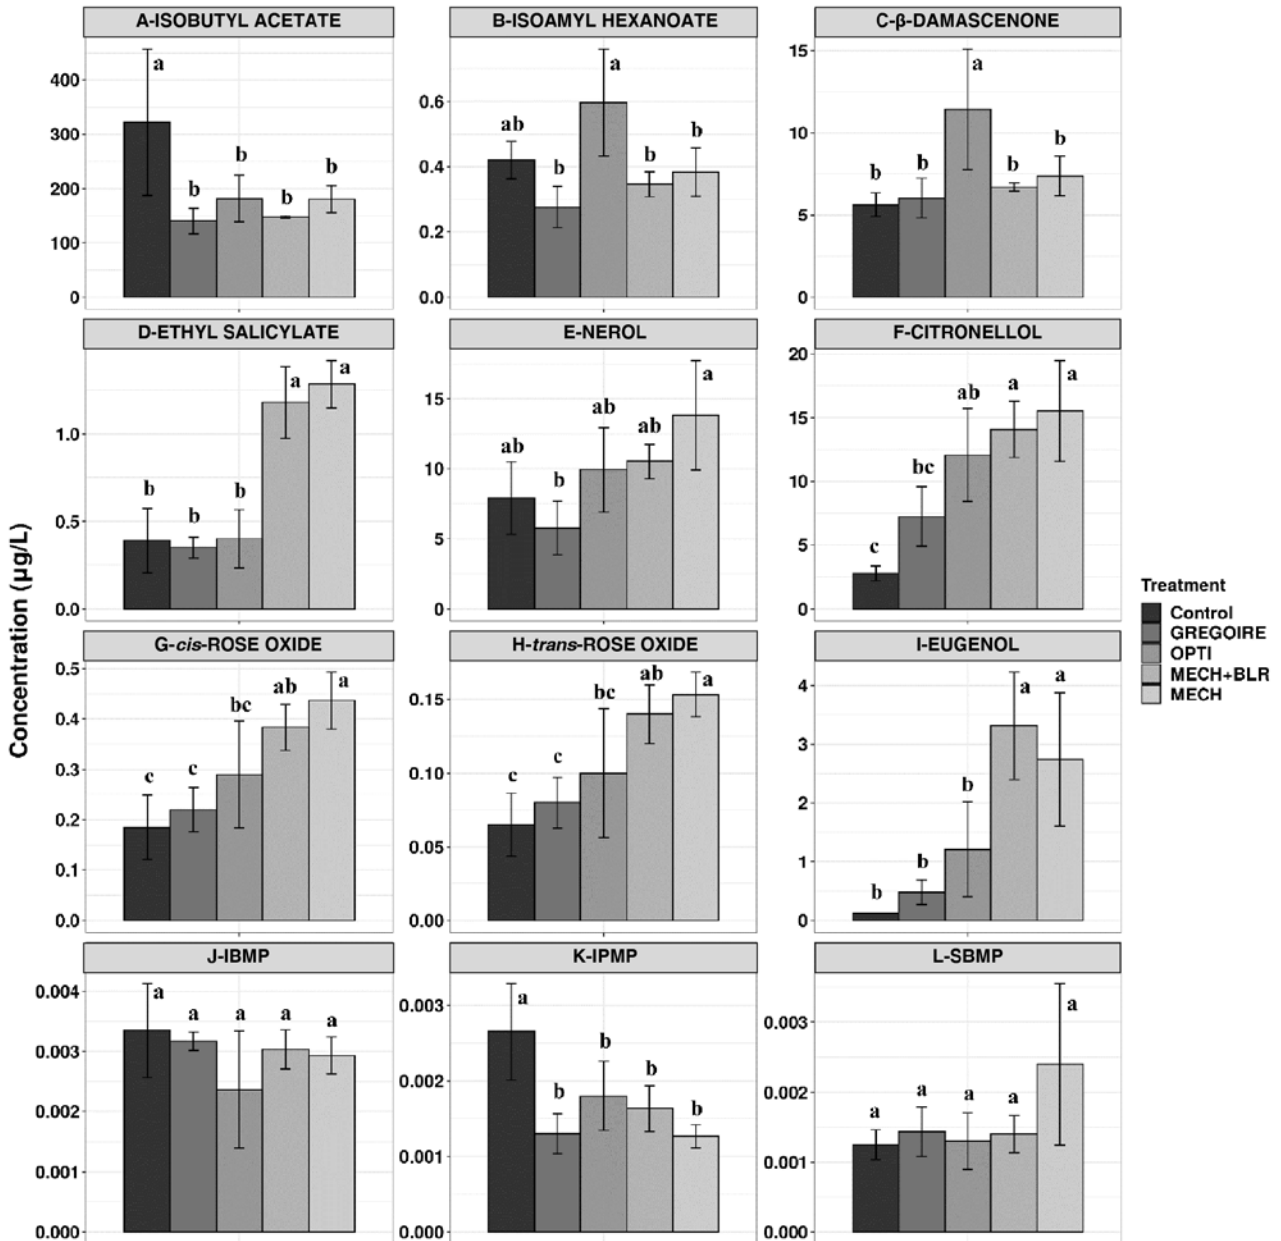 A-ISOBUTYL ACETATE
400
300
200
100
0
a
b
b
b
b
B-ISOAMYL HEXANOATE
0.6
0.4
0.2
0.0
ab
b
a
b
b
C-β-DAMASCENONE
15
10
5
0
b
b
a
b
b
D-ETHYL SALICYLATE
1.0
0.5
0.0
b
b
b
a
a
E-NEROL
15
10
5
0
ab
b
ab
ab
a
F-CITRONELLOL
20
15
10
5
0
c
bc
ab
a
a
G-cis-ROSE OXIDE
0.5
0.4
0.3
0.2
0.1
0.0
c
c
bc
ab
a
H-trans-ROSE OXIDE
0.15
0.10
0.05
0.00
c
c
bc
ab
a
I-EUGENOL
4
3
2
1
0
b
b
b
a
a
J-IBMP
0.004
0.003
0.002
0.001
0.000
a
a
a
a
a
K-IPMP
0.003
0.002
0.001
0.000
a
b
b
b
b
L-SBMP
0.003
0.002
0.001
0.000
a
a
a
a
a
Concentration (µg/L)
Treatment
Control
GREGOIRE
OPTI
MECH+BLR
MECH